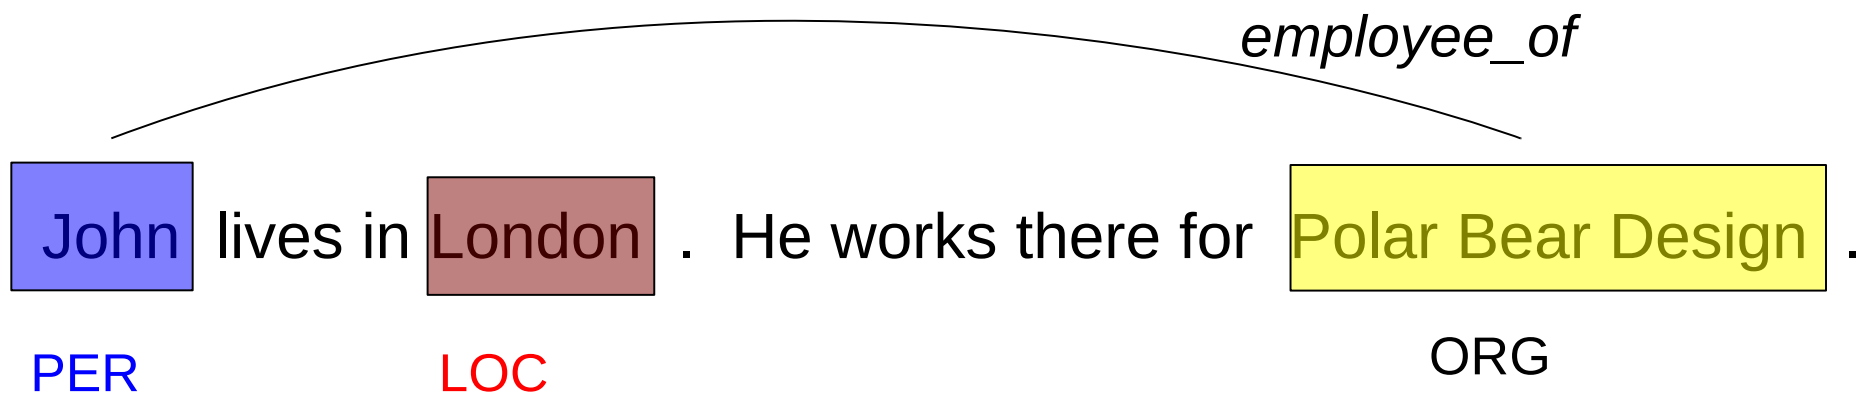 employee_of
John lives in London . He works there for Polar Bear Design .
PER LOC ORG